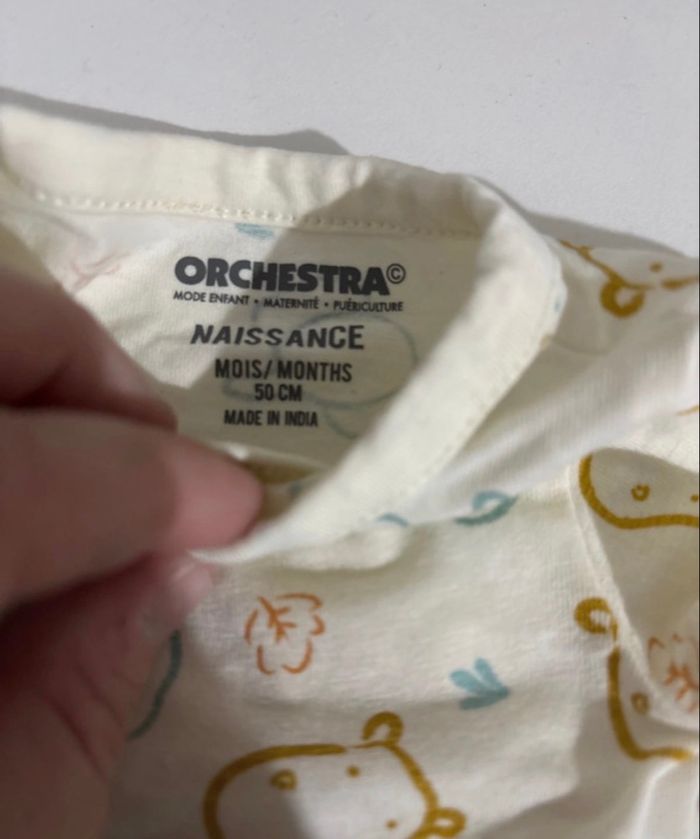 ORCHESTRA©
MODE ENFANT • MATERNITÉ • PUÉRICULTURE
NAISSANCE
MOIS/MONTHS
50 CM
MADE IN INDIA